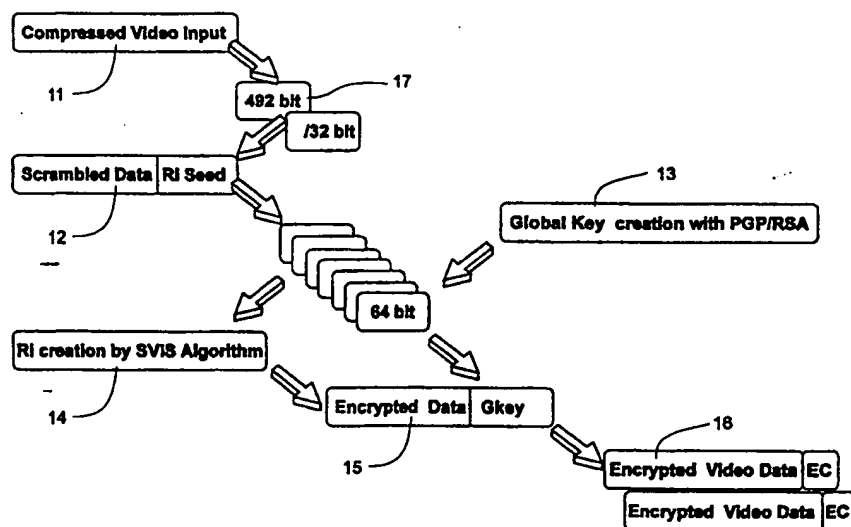 Compressed Video Input
11
17
492 bit
/32 bit
Scrambled Data RI Seed
12
13
Global Key creation with PGP/RSA
64 bit
RI creation by SVIS Algorithm
14
Encrypted Data Gkey
15
16
Encrypted Video Data EC
Encrypted Video Data EC